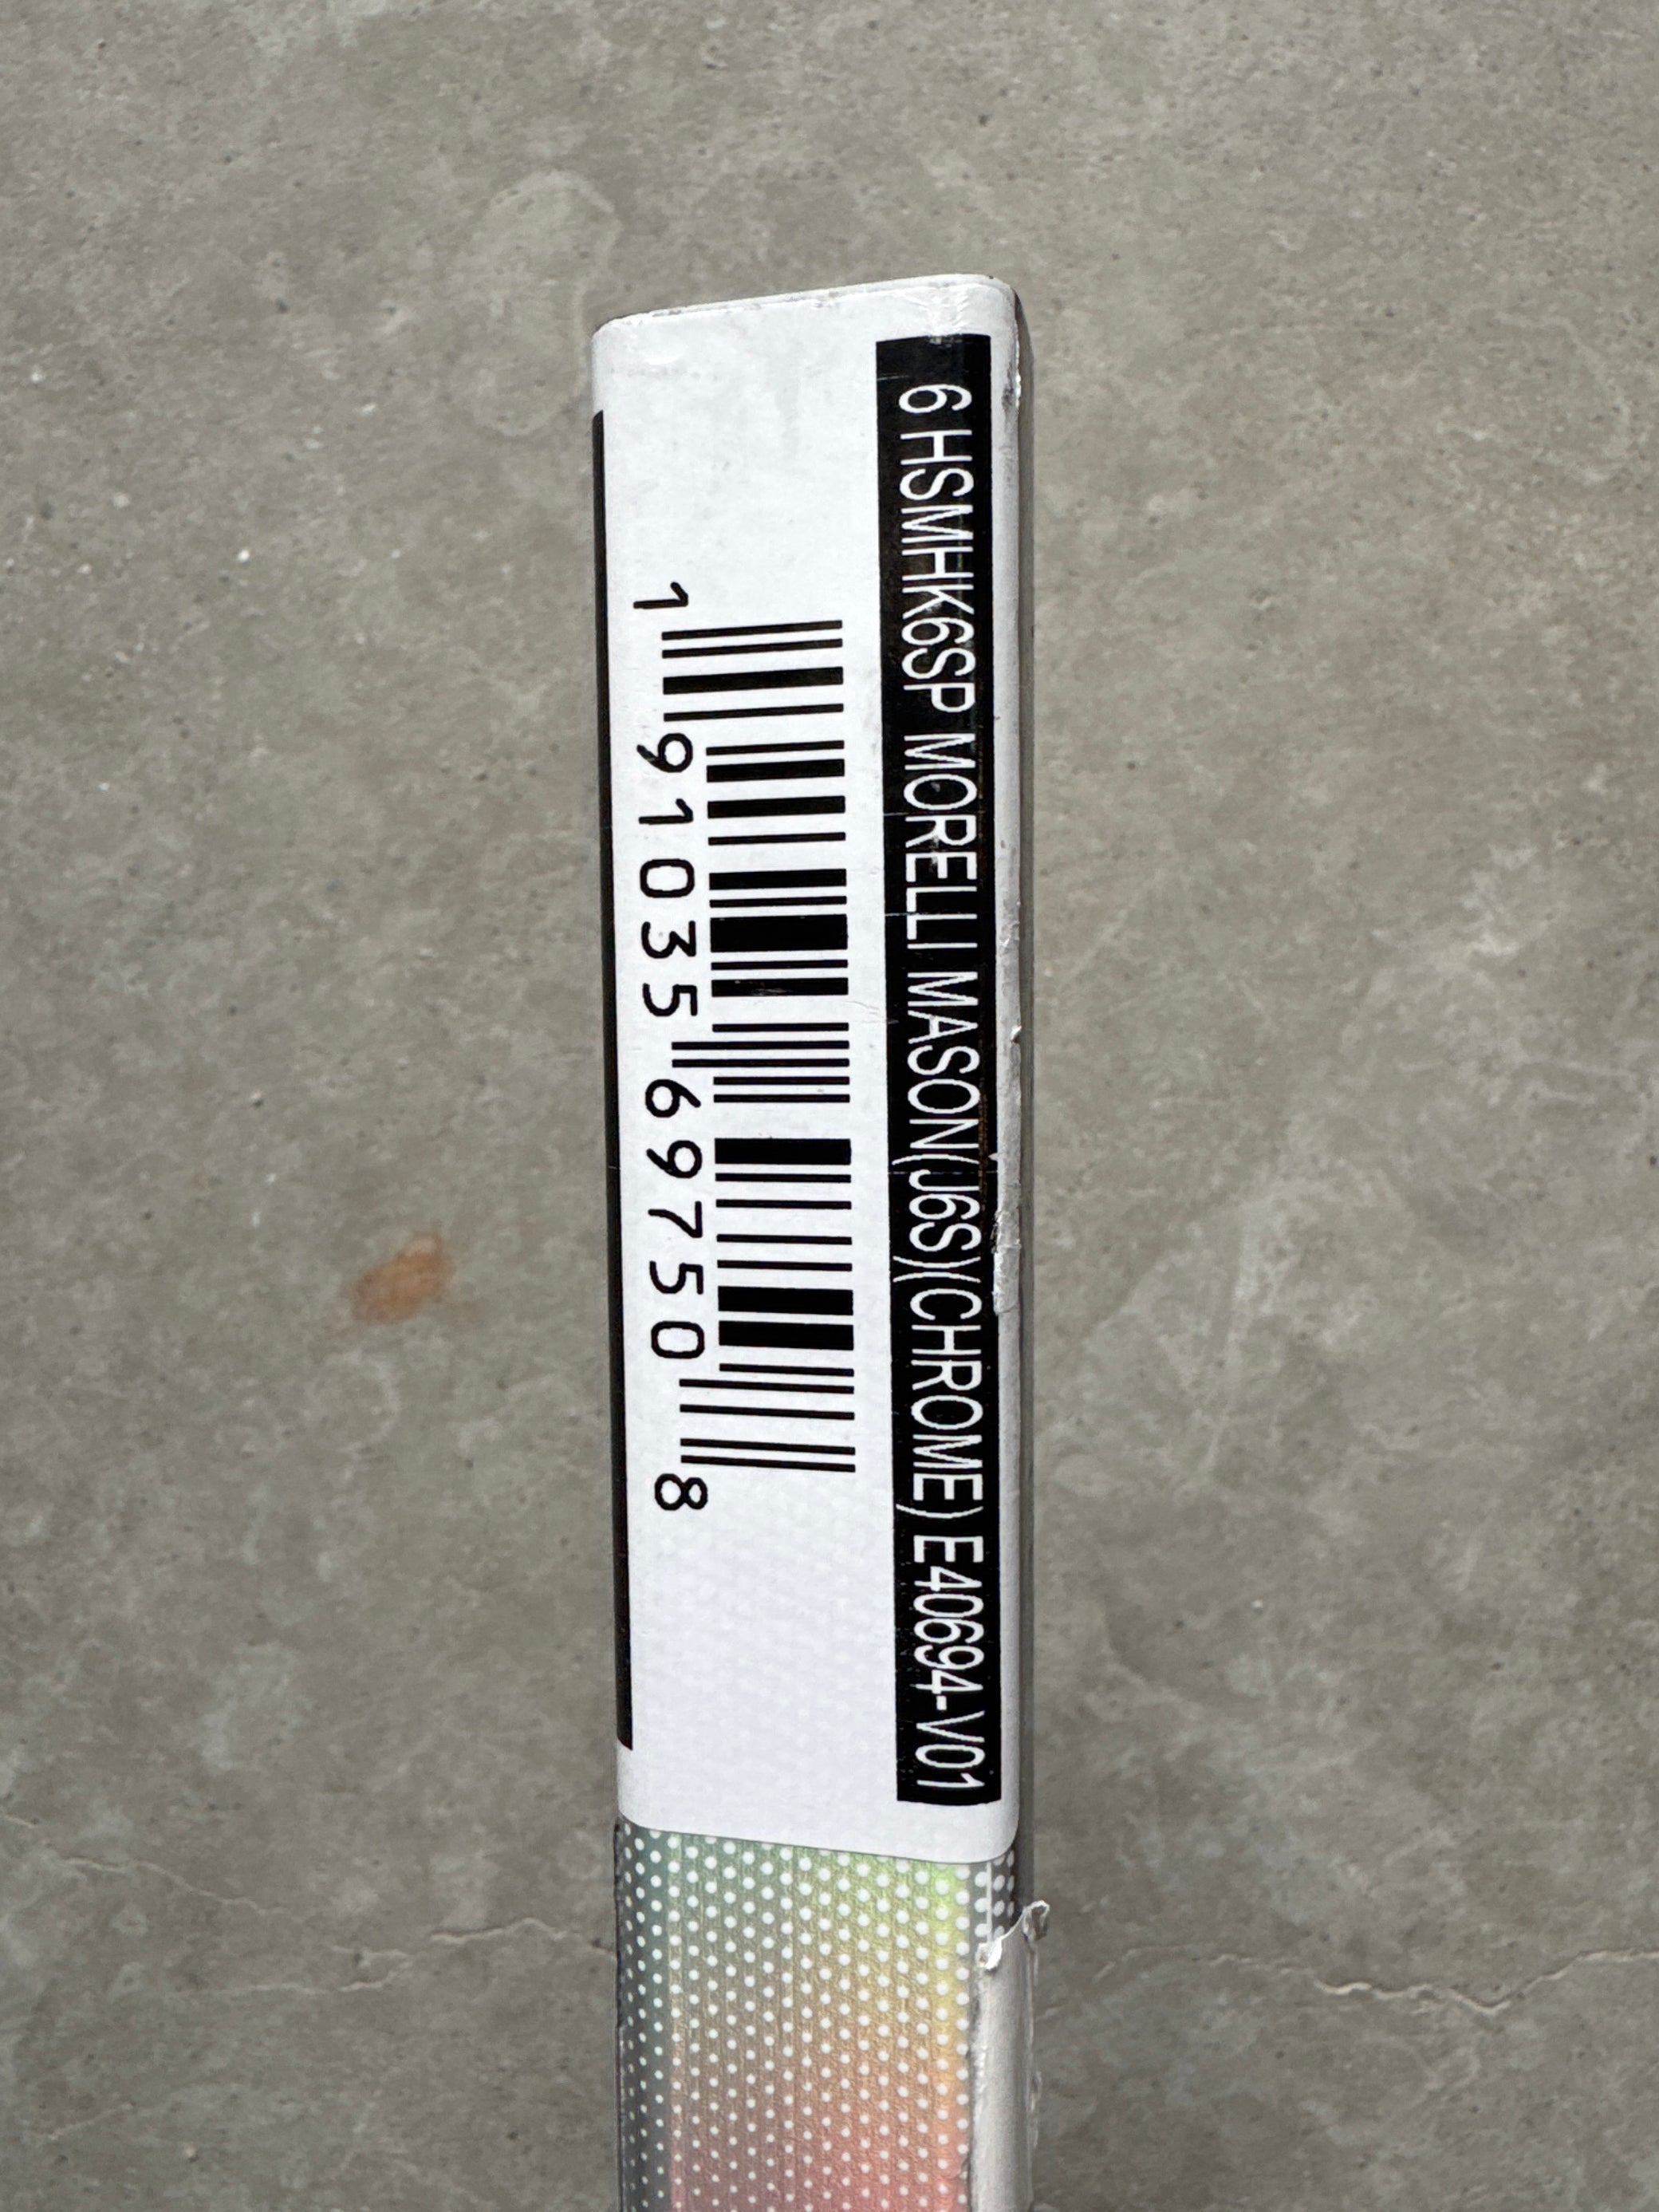 6 HSMHK6SP MORELLI MASON(J6S)(CHROME) E40694-V01
1 91035 69750 8